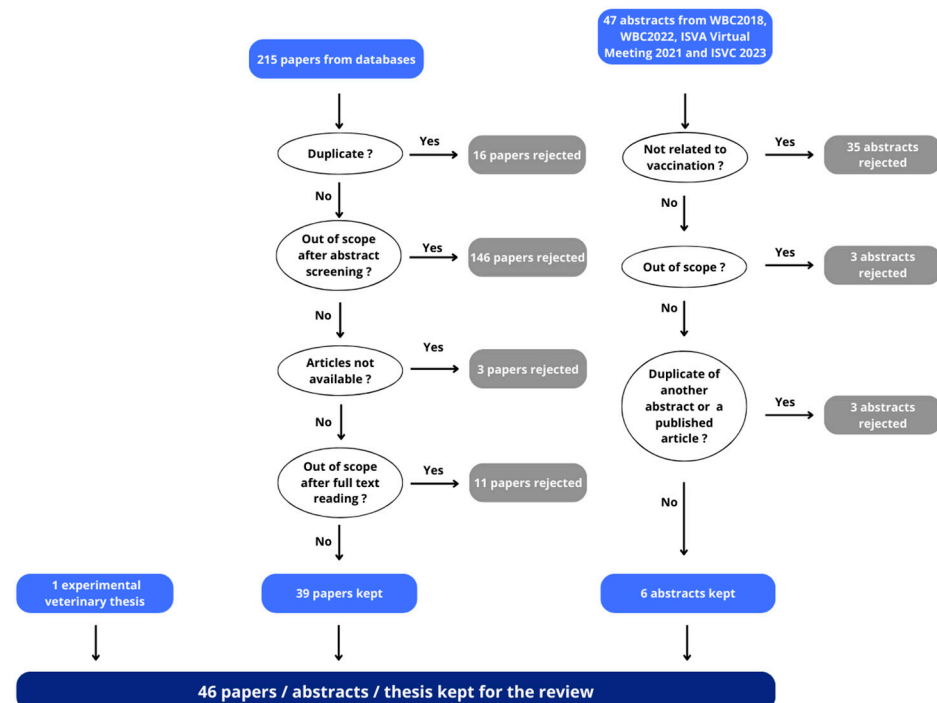 47 abstracts from WBC2018,
WBC2022, ISVA Virtual
Meeting 2021 and ISVC 2023
215 papers from databases
Duplicate ?
Yes
16 papers rejected
No
Not related to
vaccination ?
Yes
35 abstracts
rejected
No
Out of scope
after abstract
screening ?
Yes
146 papers rejected
No
Out of scope ?
Yes
3 abstracts
rejected
No
Articles not
available ?
Yes
3 papers rejected
No
Duplicate of
another
abstract or a
published
article ?
Yes
3 abstracts
rejected
No
Out of scope
after full text
reading ?
Yes
11 papers rejected
No
1 experimental
veterinary thesis
39 papers kept
6 abstracts kept
46 papers / abstracts / thesis kept for the review